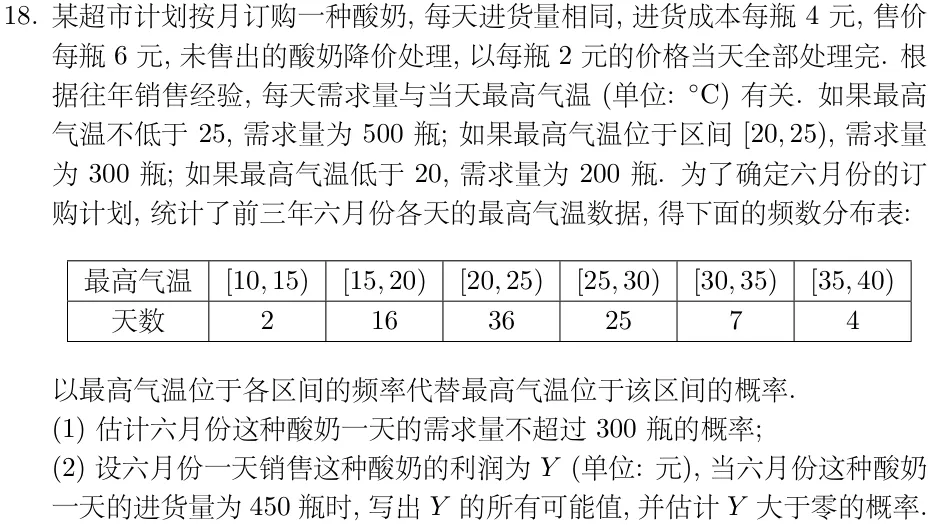 18. 某超市计划按月订购一种酸奶, 每天进货量相同, 进货成本每瓶 4 元, 售价
每瓶 6 元, 未售出的酸奶降价处理, 以每瓶 2 元的价格当天全部处理完. 根
据往年销售经验, 每天需求量与当天最高气温 (单位: °C) 有关. 如果最高
气温不低于 25, 需求量为 500 瓶; 如果最高气温位于区间 [20, 25), 需求量
为 300 瓶; 如果最高气温低于 20, 需求量为 200 瓶. 为了确定六月份的订
购计划, 统计了前三年六月份各天的最高气温数据, 得下面的频数分布表:
最高气温 [10, 15) [15, 20) [20, 25) [25, 30) [30, 35) [35, 40)
天数 2 16 36 25 7 4
以最高气温位于各区间的频率代替最高气温位于该区间的概率.
(1) 估计六月份这种酸奶一天的需求量不超过 300 瓶的概率;
(2) 设六月份一天销售这种酸奶的利润为 Y (单位: 元), 当六月份这种酸奶
一天的进货量为 450 瓶时, 写出 Y 的所有可能值, 并估计 Y 大于零的概率.